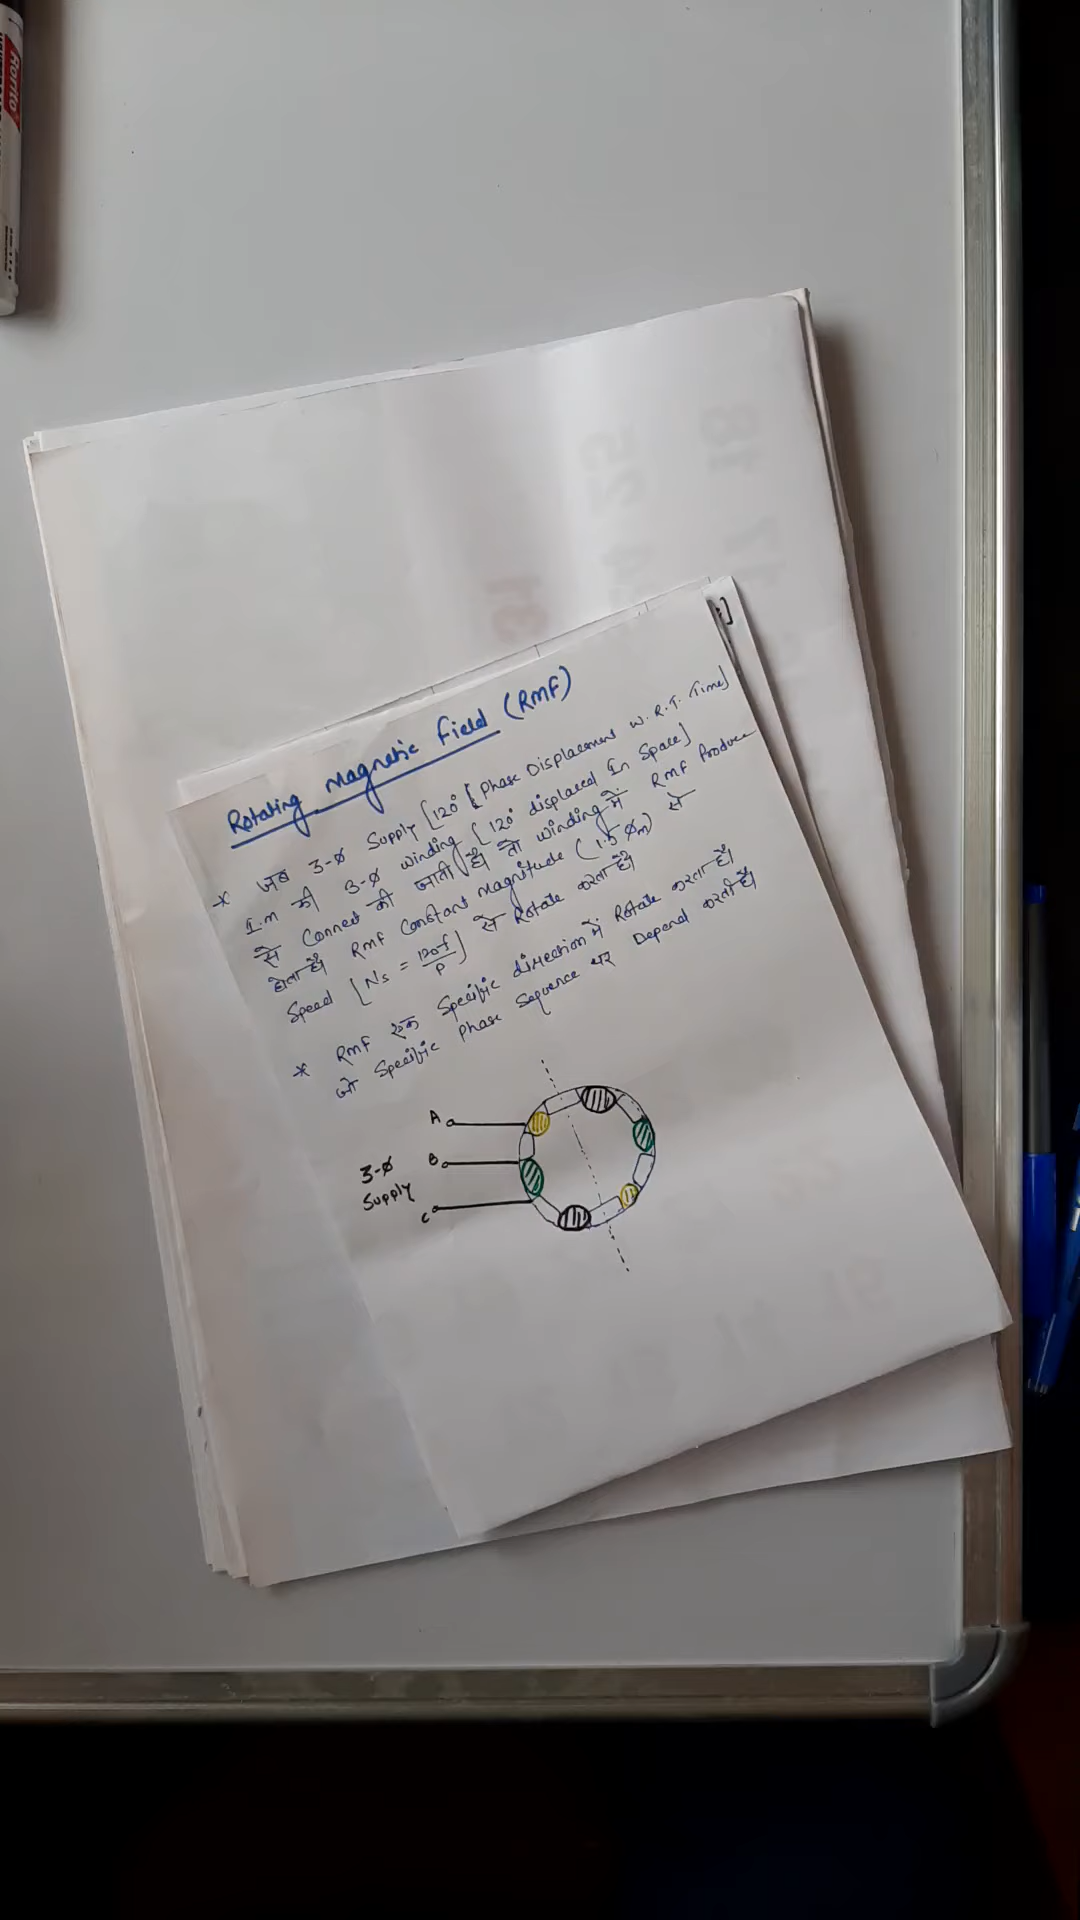 Rorito
Rotating Magnetic Field (RMF)
* जब 3-Φ Supply [120° [Phase Displacement W.R.T. Time]
I.M की 3-Φ winding [120° displaced In Space]
से Connect की जाती है। तो winding में RMF Produce
होता है। RMF Constant Magnitude (1.5 Φm) से
Speed [Ns = 120f/P] से Rotate करता है।
* RMF एक Specific direction में Rotate करता है।
जो Specific Phase Sequence पर Depend करती है।
A
B
3-Φ
Supply
C